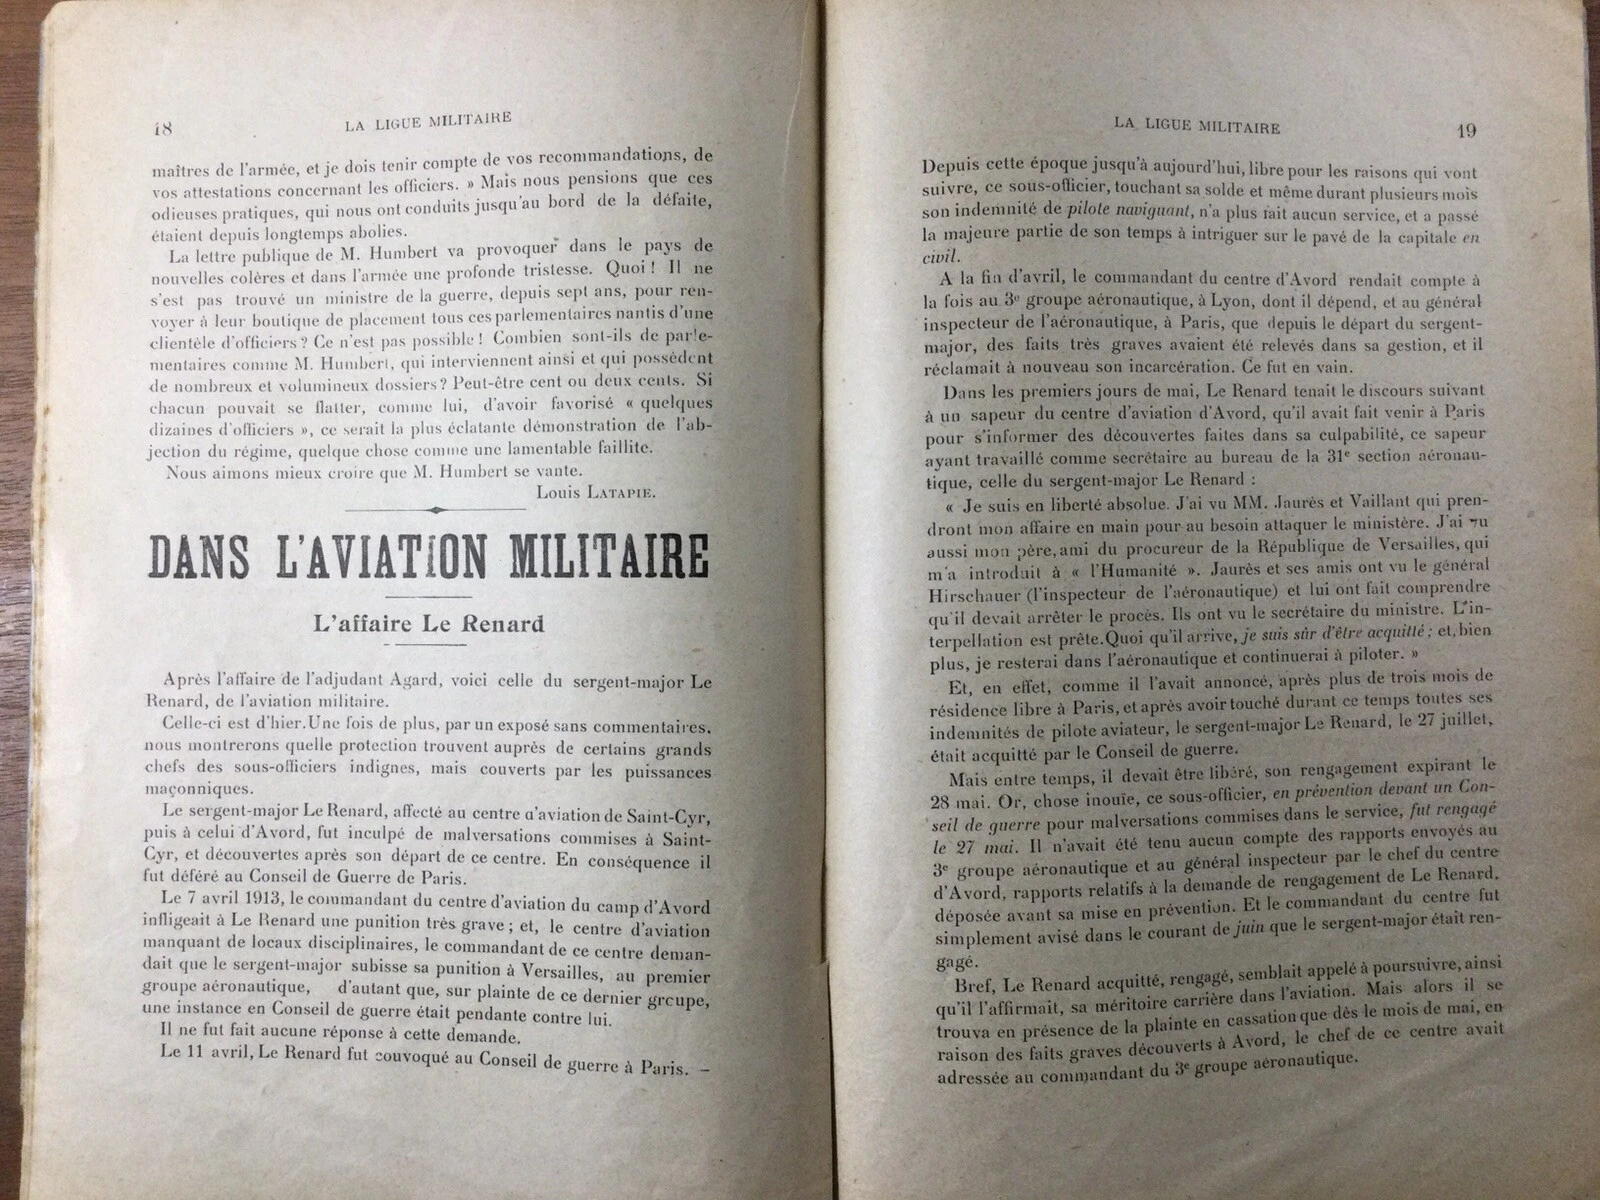 18
LA LIGUE MILITAIRE
maîtres de l'armée, et je dois tenir compte de vos recommandations, de
vos attestations concernant les officiers. » Mais nous pensions que ces
odieuses pratiques, qui nous ont conduits jusqu'au bord de la défaite,
étaient depuis longtemps abolies.
La lettre publique de M. Humbert va provoquer dans le pays de
nouvelles colères et dans l'armée une profonde tristesse. Quoi ! Il ne
s'est pas trouvé un ministre de la guerre, depuis sept ans, pour ren-
voyer à leur boutique de placement tous ces parlementaires nantis d'une
clientèle d'officiers ? Ce n'est pas possible ! Combien sont-ils de parle-
mentaires comme M. Humbert, qui interviennent ainsi et qui possèdent
de nombreux et volumineux dossiers ? Peut-être cent ou deux cents. Si
chacun pouvait se flatter, comme lui, d'avoir favorisé « quelques
dizaines d'officiers », ce serait la plus éclatante démonstration de l'ab-
jection du régime, quelque chose comme une lamentable faillite.
Nous aimons mieux croire que M. Humbert se vante.
Louis LATAPIE.
DANS L'AVIATION MILITAIRE
L'affaire Le Renard
Après l'affaire de l'adjudant Agard, voici celle du sergent-major Le
Renard, de l'aviation militaire.
Celle-ci est d'hier. Une fois de plus, par un exposé sans commentaires,
nous montrerons quelle protection trouvent auprès de certains grands
chefs des sous-officiers indignes, mais couverts par les puissances
maçonniques.
Le sergent-major Le Renard, affecté au centre d'aviation de Saint-Cyr,
puis à celui d'Avord, fut inculpé de malversations commises à Saint-
Cyr, et découvertes après son départ de ce centre. En conséquence il
fut déféré au Conseil de Guerre de Paris.
Le 7 avril 1913, le commandant du centre d'aviation du camp d'Avord
infligeait à Le Renard une punition très grave ; et, le centre d'aviation
manquant de locaux disciplinaires, le commandant de ce centre deman-
dait que le sergent-major subisse sa punition à Versailles, au premier
groupe aéronautique, d'autant que, sur plainte de ce dernier groupe,
une instance en Conseil de guerre était pendante contre lui.
Il ne fut fait aucune réponse à cette demande.
Le 11 avril, Le Renard fut convoqué au Conseil de guerre à Paris. —
LA LIGUE MILITAIRE
19
Depuis cette époque jusqu'à aujourd'hui, libre pour les raisons qui vont
suivre, ce sous-officier, touchant sa solde et même durant plusieurs mois
son indemnité de pilote naviguant, n'a plus fait aucun service, et a passé
la majeure partie de son temps à intriguer sur le pavé de la capitale en
civil.
A la fin d'avril, le commandant du centre d'Avord rendait compte à
la fois au 3e groupe aéronautique, à Lyon, dont il dépend, et au général
inspecteur de l'aéronautique, à Paris, que depuis le départ du sergent-
major, des faits très graves avaient été relevés dans sa gestion, et il
réclamait à nouveau son incarcération. Ce fut en vain.
Dans les premiers jours de mai, Le Renard tenait le discours suivant
à un sapeur du centre d'aviation d'Avord, qu'il avait fait venir à Paris
pour s'informer des découvertes faites dans sa culpabilité, ce sapeur
ayant travaillé comme secrétaire au bureau de la 31e section aéronau-
tique, celle du sergent-major Le Renard :
« Je suis en liberté absolue. J'ai vu MM. Jaurès et Vaillant qui pren-
dront mon affaire en main pour au besoin attaquer le ministère. J'ai vu
aussi mon père, ami du procureur de la République de Versailles, qui
m'a introduit à « l'Humanité ». Jaurès et ses amis ont vu le général
Hirschauer (l'inspecteur de l'aéronautique) et lui ont fait comprendre
qu'il devait arrêter le procès. Ils ont vu le secrétaire du ministre. L'in-
terpellation est prête. Quoi qu'il arrive, je suis sûr d'être acquitté ; et, bien
plus, je resterai dans l'aéronautique et continuerai à piloter. »
Et, en effet, comme il l'avait annoncé, après plus de trois mois de
résidence libre à Paris, et après avoir touché durant ce temps toutes ses
indemnités de pilote aviateur, le sergent-major Le Renard, le 27 juillet,
était acquitté par le Conseil de guerre.
Mais entre temps, il devait être libéré, son rengagement expirant le
28 mai. Or, chose inouïe, ce sous-officier, en prévention devant un Con-
seil de guerre pour malversations commises dans le service, fut rengagé
le 27 mai. Il n'avait été tenu aucun compte des rapports envoyés au
3e groupe aéronautique et au général inspecteur par le chef du centre
d'Avord, rapports relatifs à la demande de rengagement de Le Renard,
déposée avant sa mise en prévention. Et le commandant du centre fut
simplement avisé dans le courant de juin que le sergent-major était ren-
gagé.
Bref, Le Renard acquitté, rengagé, semblait appelé à poursuivre, ainsi
qu'il l'affirmait, sa méritoire carrière dans l'aviation. Mais alors il se
trouva en présence de la plainte en cassation que dès le mois de mai, en
raison des faits graves découverts à Avord, le chef de ce centre avait
adressée au commandant du 3e groupe aéronautique.